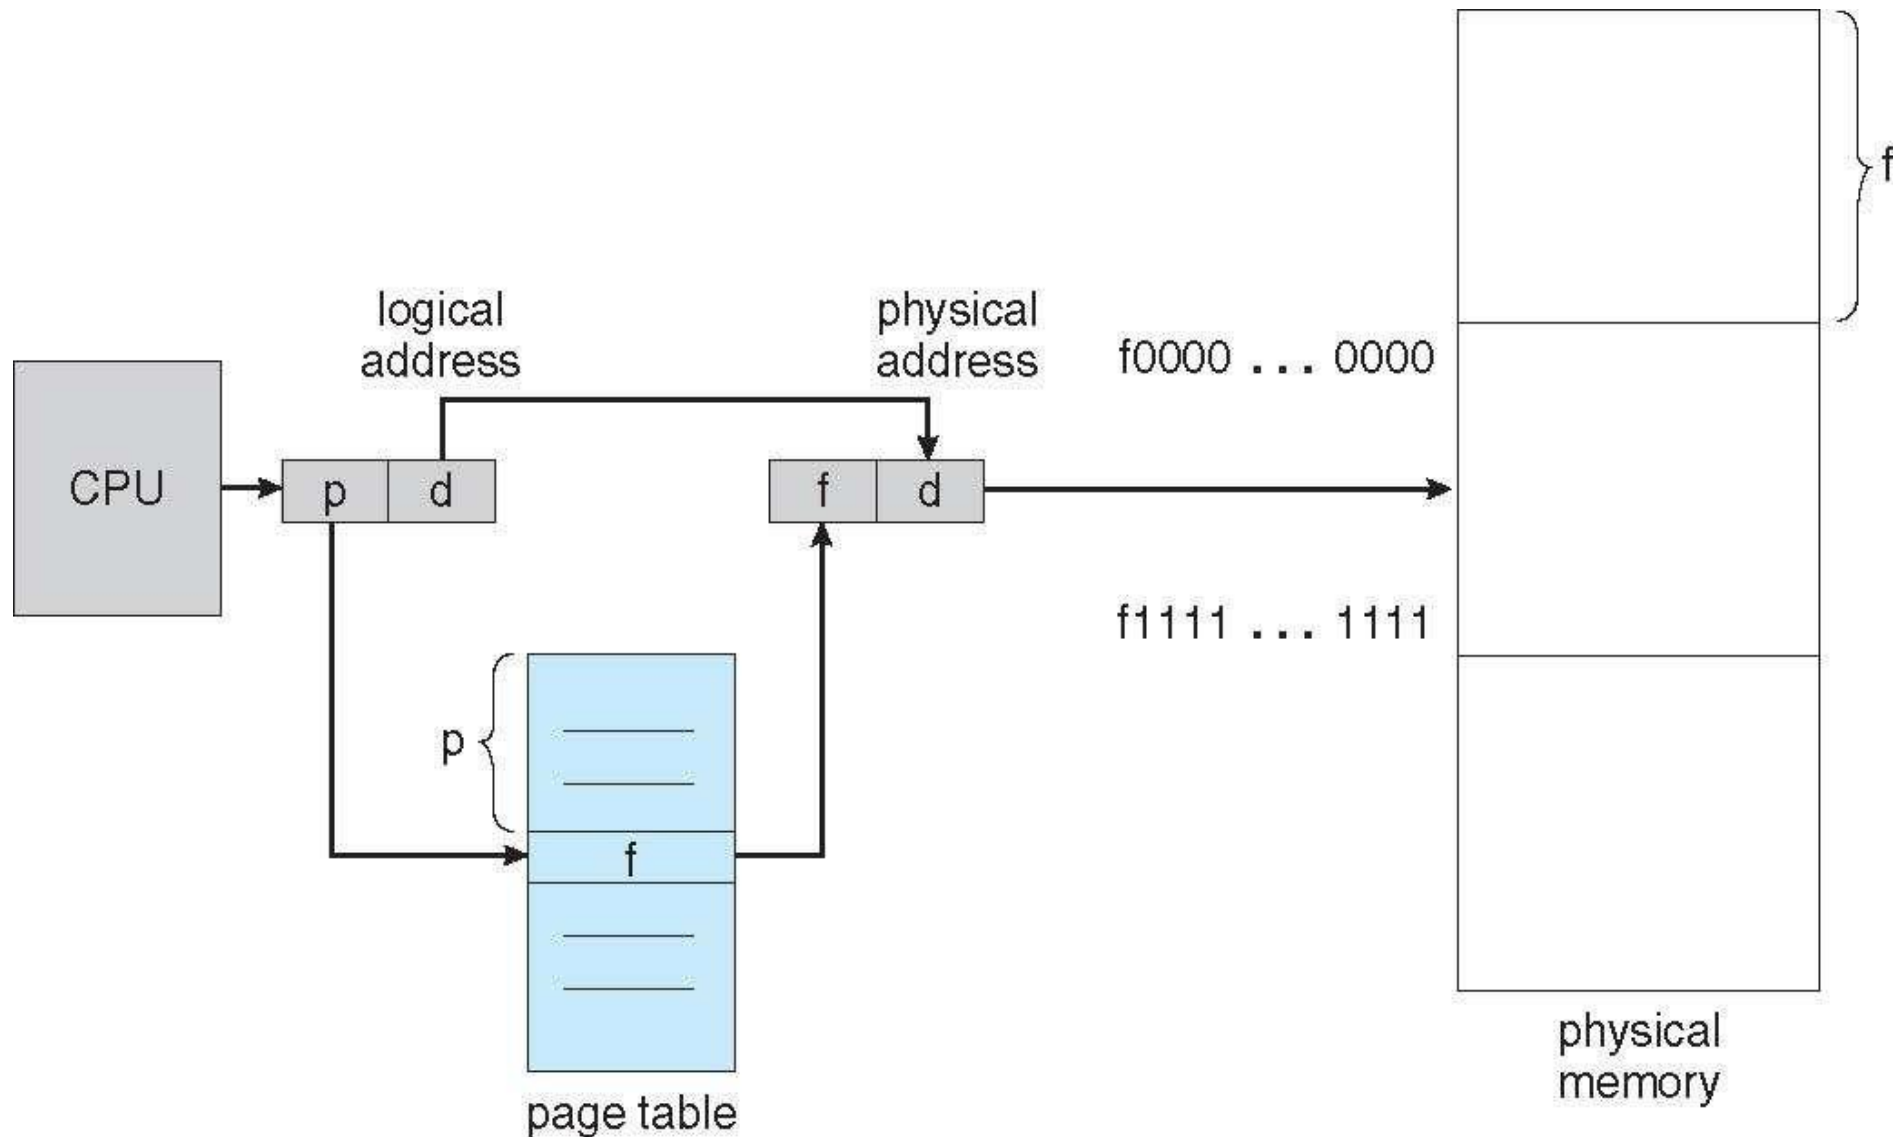 f
logical
address
physical
address
f0000 ... 0000
CPU
p
d
f
d
f1111 ... 1111
p
f
page table
physical
memory